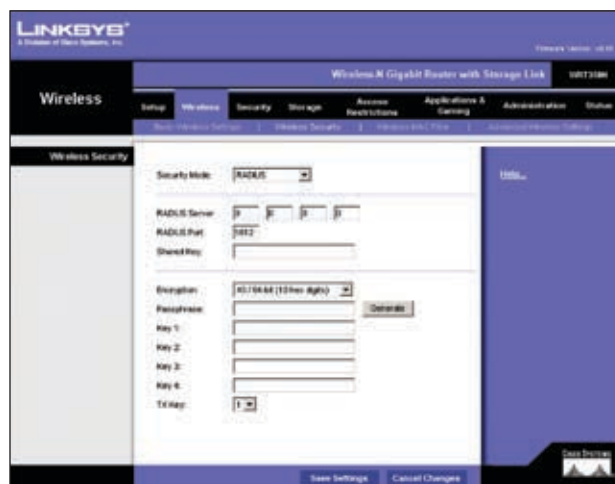 LINKSYS®
A Division of Cisco Systems, Inc.
Firmware Version:
Wireless-N Gigabit Router with Storage Link
WRT350N
Wireless
Setup
Wireless
Security
Storage
Access Restrictions
Applications & Gaming
Administration
Status
Basic Wireless Settings | Wireless Security | Wireless MAC Filter | Advanced Wireless Settings
Wireless Security
Security Mode: RADIUS
Help...
RADIUS Server: 0 0 0 0
RADIUS Port: 1812
Shared Key:
Encryption: 40 / 64-bit (10 hex digits)
Passphrase: Generate
Key 1:
Key 2:
Key 3:
Key 4:
TX Key: 1
Save Settings
Cancel Changes
CISCO SYSTEMS